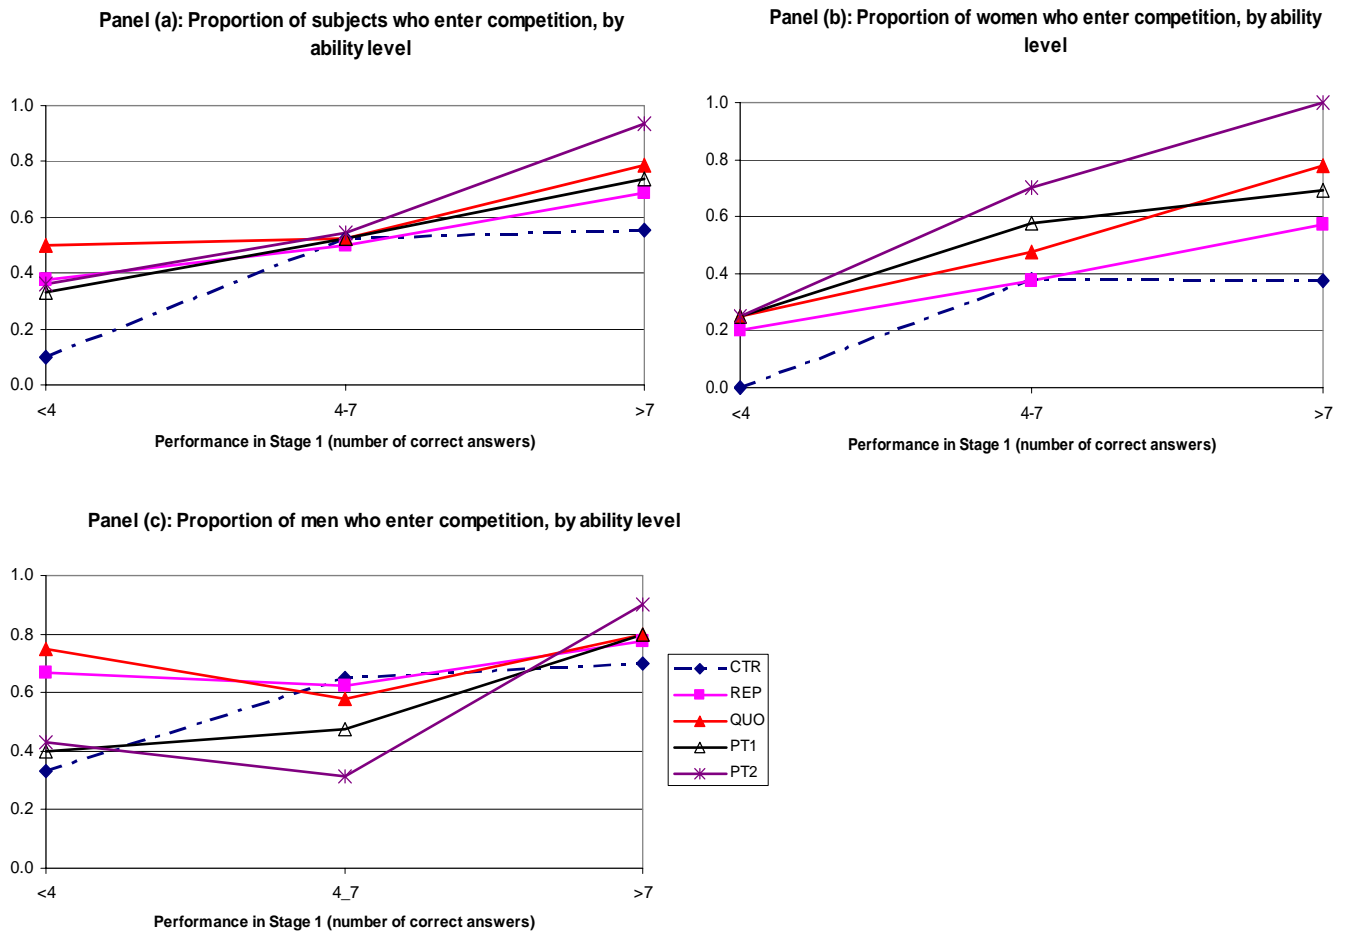 Panel (a): Proportion of subjects who enter competition, by
ability level
1.0
0.8
0.6
0.4
0.2
0.0
<4
4-7
>7
Performance in Stage 1 (number of correct answers)
Panel (b): Proportion of women who enter competition, by ability
level
1.0
0.8
0.6
0.4
0.2
0.0
<4
4-7
>7
Performance in Stage 1 (number of correct answers)
Panel (c): Proportion of men who enter competition, by ability level
1.0
0.8
0.6
0.4
0.2
0.0
<4
4_7
>7
Performance in Stage 1 (number of correct answers)
CTR
REP
QUO
PT1
PT2